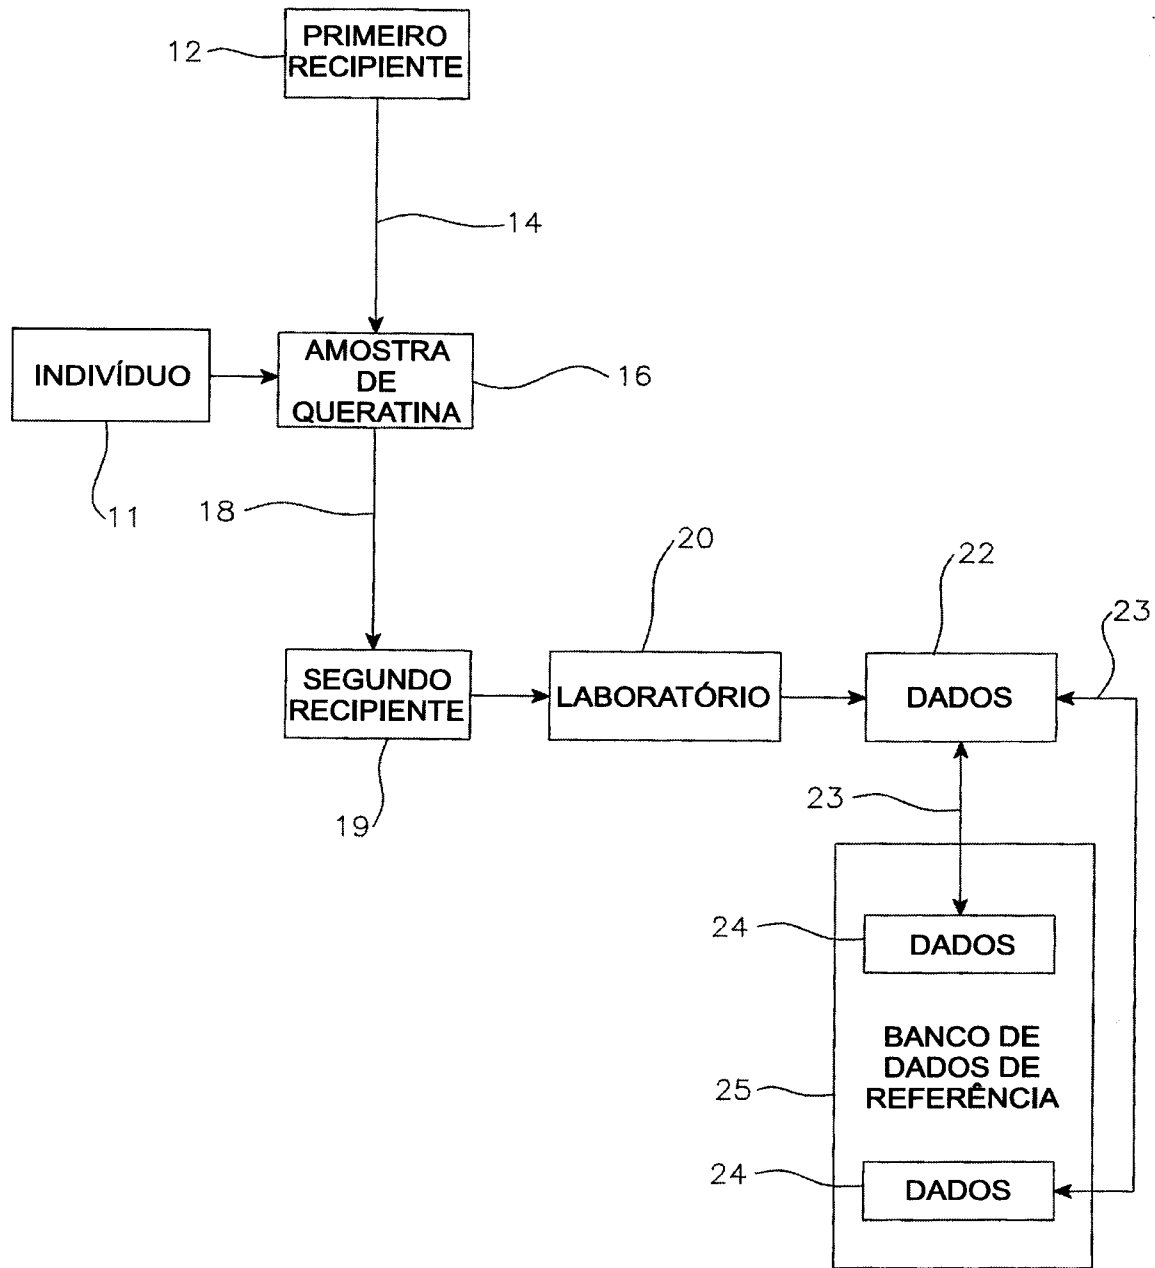 PRIMEIRO
RECIPIENTE
12
14
INDIVÍDUO
AMOSTRA
DE
QUERATINA
16
11
18
20
22
23
SEGUNDO
RECIPIENTE
LABORATÓRIO
DADOS
19
23
24
DADOS
BANCO DE
DADOS DE
REFERÊNCIA
25
24
DADOS